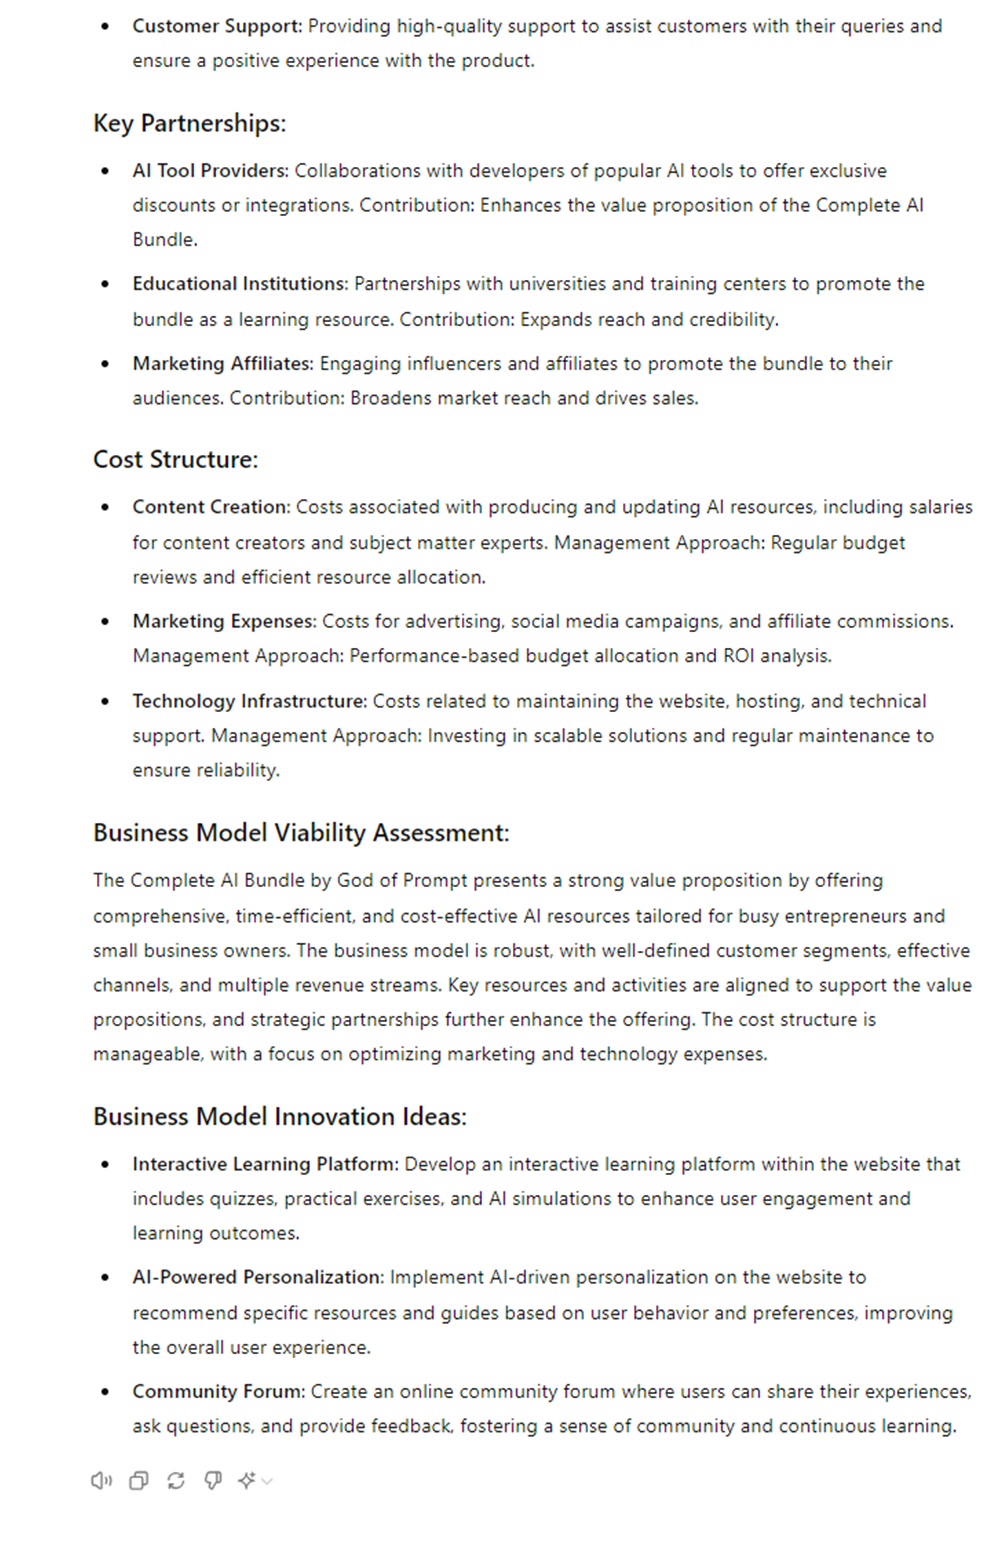 Customer Support: Providing high-quality support to assist customers with their queries and
ensure a positive experience with the product.
Key Partnerships:
AI Tool Providers: Collaborations with developers of popular AI tools to offer exclusive
discounts or integrations. Contribution: Enhances the value proposition of the Complete AI
Bundle.
Educational Institutions: Partnerships with universities and training centers to promote the
bundle as a learning resource. Contribution: Expands reach and credibility.
Marketing Affiliates: Engaging influencers and affiliates to promote the bundle to their
audiences. Contribution: Broadens market reach and drives sales.
Cost Structure:
Content Creation: Costs associated with producing and updating AI resources, including salaries
for content creators and subject matter experts. Management Approach: Regular budget
reviews and efficient resource allocation.
Marketing Expenses: Costs for advertising, social media campaigns, and affiliate commissions.
Management Approach: Performance-based budget allocation and ROI analysis.
Technology Infrastructure: Costs related to maintaining the website, hosting, and technical
support. Management Approach: Investing in scalable solutions and regular maintenance to
ensure reliability.
Business Model Viability Assessment:
The Complete AI Bundle by God of Prompt presents a strong value proposition by offering
comprehensive, time-efficient, and cost-effective AI resources tailored for busy entrepreneurs and
small business owners. The business model is robust, with well-defined customer segments, effective
channels, and multiple revenue streams. Key resources and activities are aligned to support the value
propositions, and strategic partnerships further enhance the offering. The cost structure is
manageable, with a focus on optimizing marketing and technology expenses.
Business Model Innovation Ideas:
Interactive Learning Platform: Develop an interactive learning platform within the website that
includes quizzes, practical exercises, and AI simulations to enhance user engagement and
learning outcomes.
AI-Powered Personalization: Implement AI-driven personalization on the website to
recommend specific resources and guides based on user behavior and preferences, improving
the overall user experience.
Community Forum: Create an online community forum where users can share their experiences,
ask questions, and provide feedback, fostering a sense of community and continuous learning.